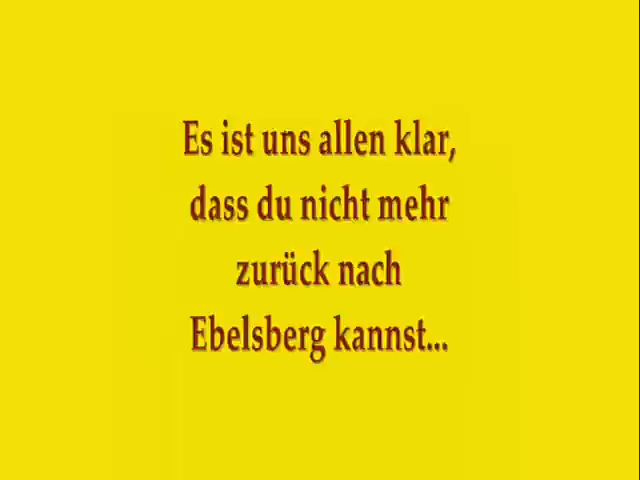 Es ist uns allen klar,
dass du nicht mehr
zurück nach
Ebelsberg kannst...